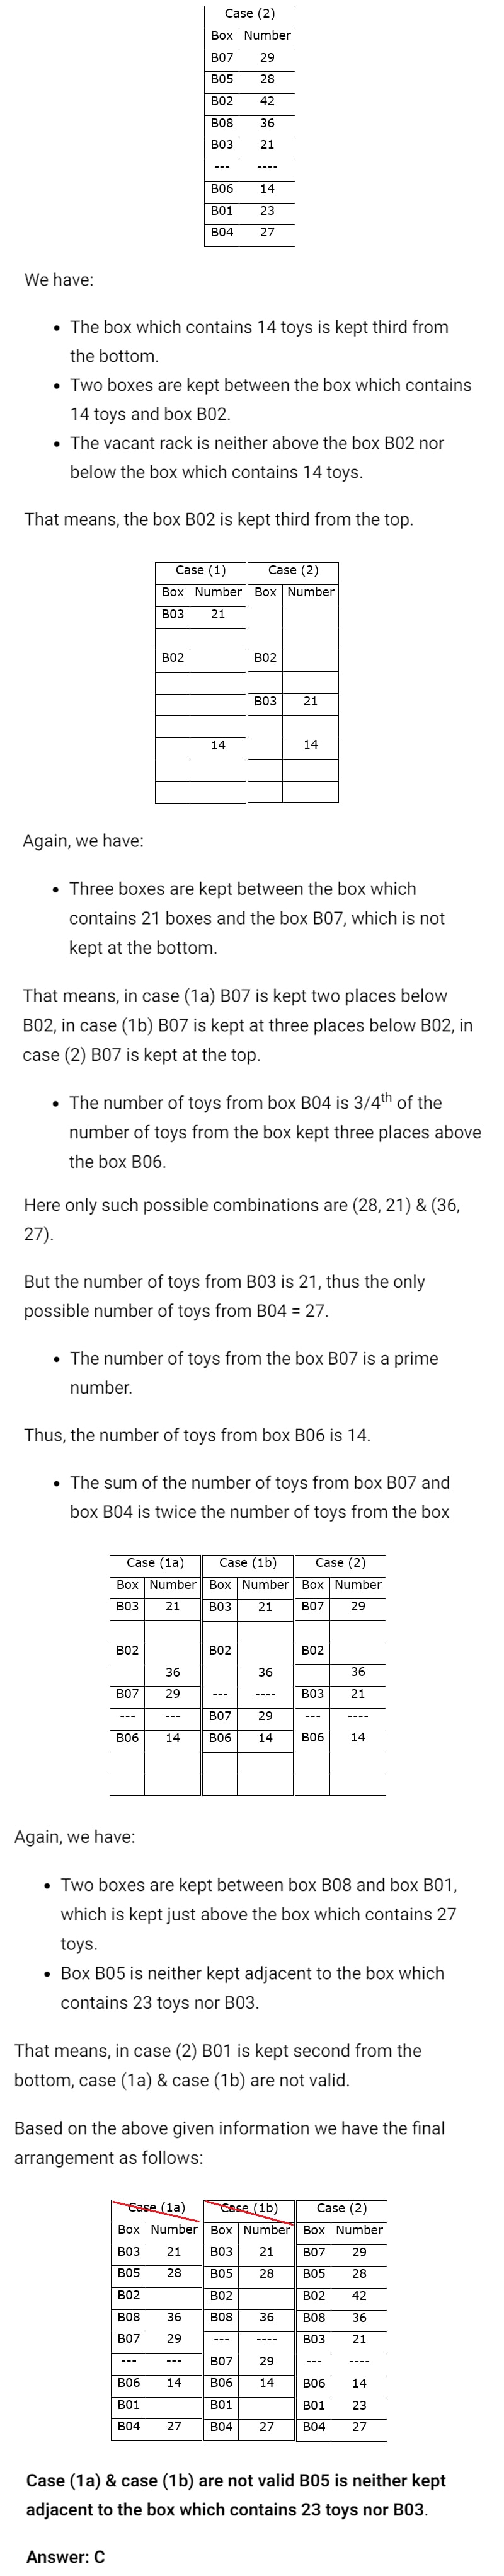 Case (2)
Box Number
B07 29
B05 28
B02 42
B08 36
B03 21
--- ----
B06 14
B01 23
B04 27
We have:
• The box which contains 14 toys is kept third from
the bottom.
• Two boxes are kept between the box which contains
14 toys and box B02.
• The vacant rack is neither above the box B02 nor
below the box which contains 14 toys.
That means, the box B02 is kept third from the top.
Case (1) Case (2)
Box Number Box Number
B03 21
B02 B02
B03 21
14 14
Again, we have:
• Three boxes are kept between the box which
contains 21 boxes and the box B07, which is not
kept at the bottom.
That means, in case (1a) B07 is kept two places below
B02, in case (1b) B07 is kept at three places below B02, in
case (2) B07 is kept at the top.
• The number of toys from box B04 is 3/4th of the
number of toys from the box kept three places above
the box B06.
Here only such possible combinations are (28, 21) & (36,
27).
But the number of toys from B03 is 21, thus the only
possible number of toys from B04 = 27.
• The number of toys from the box B07 is a prime
number.
Thus, the number of toys from box B06 is 14.
• The sum of the number of toys from box B07 and
box B04 is twice the number of toys from the box
Case (1a) Case (1b) Case (2)
Box Number Box Number Box Number
B03 21 B03 21 B07 29
B02 B02 B02
36 36 36
B07 29 --- ---- B03 21
--- --- B07 29 --- ----
B06 14 B06 14 B06 14
Again, we have:
• Two boxes are kept between box B08 and box B01,
which is kept just above the box which contains 27
toys.
• Box B05 is neither kept adjacent to the box which
contains 23 toys nor B03.
That means, in case (2) B01 is kept second from the
bottom, case (1a) & case (1b) are not valid.
Based on the above given information we have the final
arrangement as follows:
Case (1a) Case (1b) Case (2)
Box Number Box Number Box Number
B03 21 B03 21 B07 29
B05 28 B05 28 B05 28
B02 B02 B02 42
B08 36 B08 36 B08 36
B07 29 --- ---- B03 21
--- --- B07 29 --- ----
B06 14 B06 14 B06 14
B01 B01 B01 23
B04 27 B04 27 B04 27
Case (1a) & case (1b) are not valid B05 is neither kept
adjacent to the box which contains 23 toys nor B03.
Answer: C